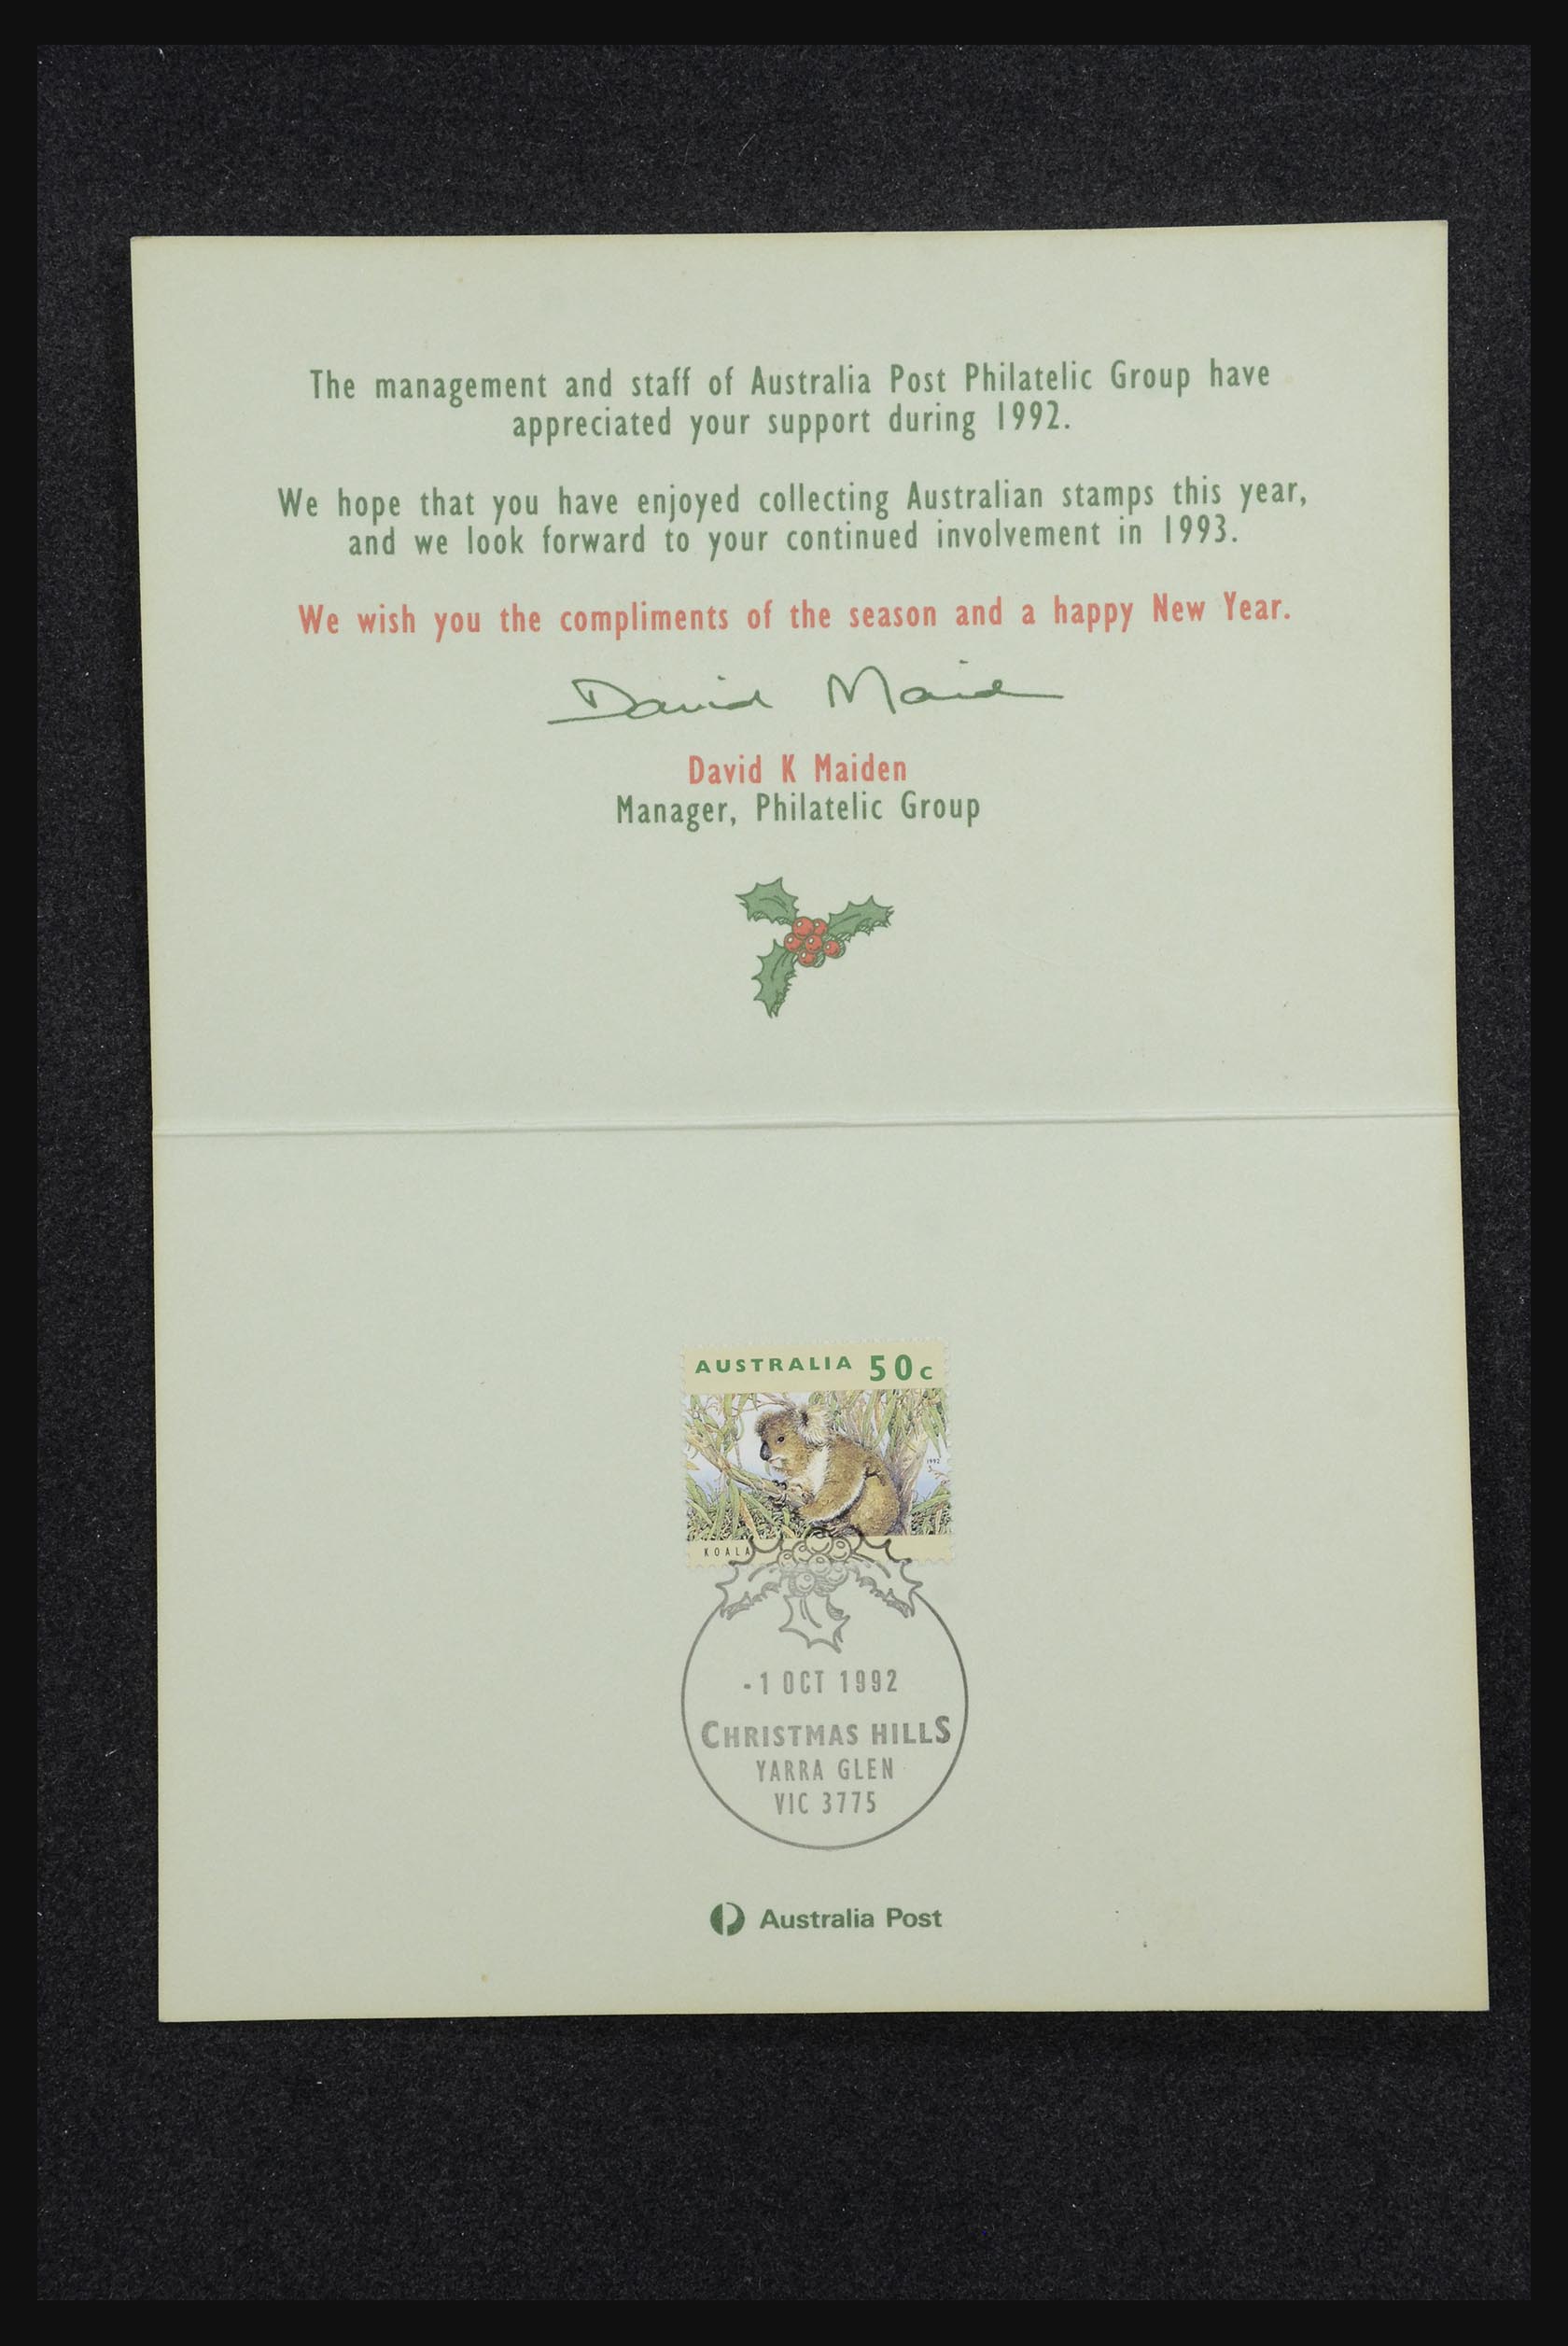 The management and staff of Australia Post Philatelic Group have
appreciated your support during 1992.
We hope that you have enjoyed collecting Australian stamps this year,
and we look forward to your continued involvement in 1993.
We wish you the compliments of the season and a happy New Year.
David Maid
David K Maiden
Manager, Philatelic Group
AUSTRALIA 50c
1992
KOALA
-1 OCT 1992
CHRISTMAS HILLS
YARRA GLEN
VIC 3775
Australia Post